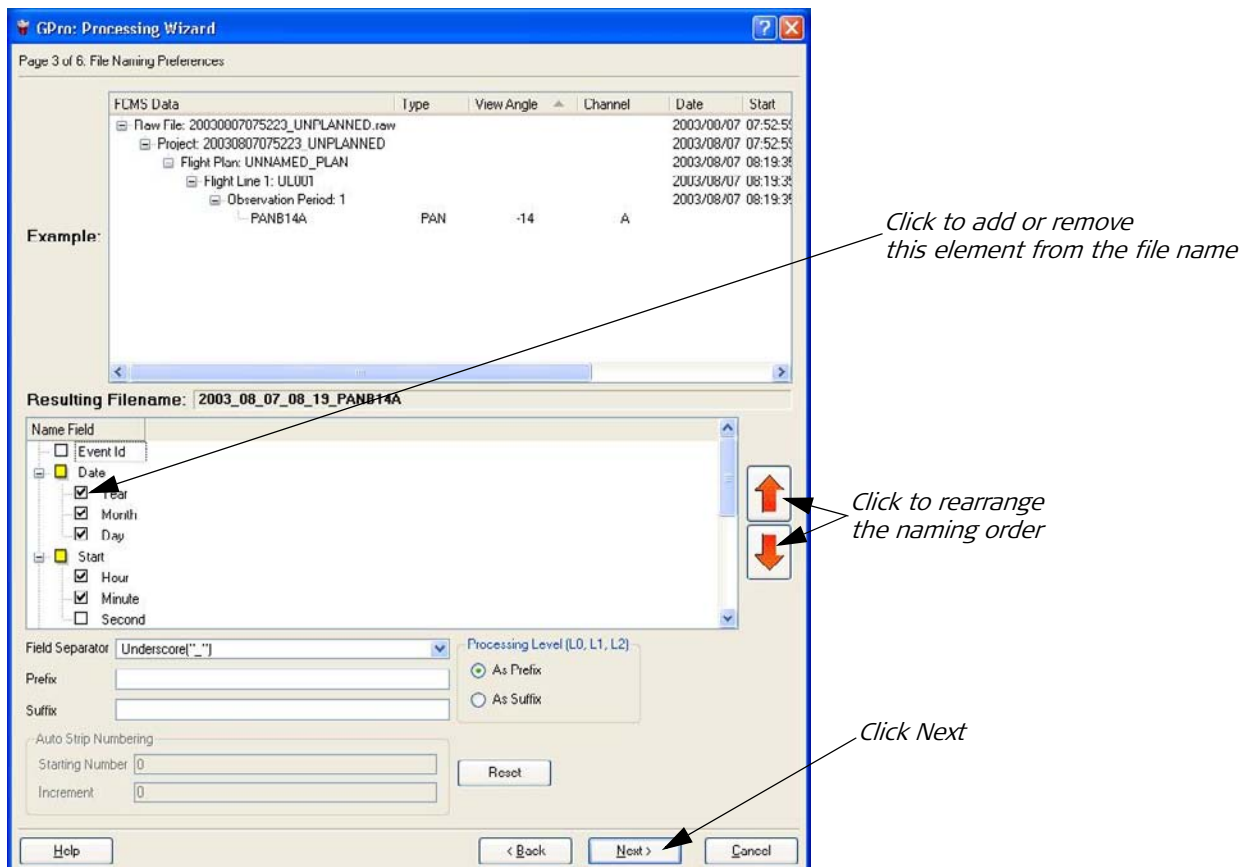 GPro: Processing Wizard
Page 3 of 6. File Naming Preferences
FCMS Data Type View Angle Channel Date Start
Raw File: 20030807075223_UNPLANNED.raw 2003/08/07 07:52:59
Project: 20030807075223_UNPLANNED 2003/08/07 07:52:59
Flight Plan: UNNAMED_PLAN 2003/08/07 08:19:35
Flight Line 1: UL001 2003/08/07 08:19:35
Observation Period: 1 2003/08/07 08:19:35
PANB14A PAN -14 A
Example:
Click to add or remove
this element from the file name
Resulting Filename: 2003_08_07_08_19_PANB14A
Name Field
Event Id
Date
Year
Month
Day
Start
Hour
Minute
Second
Click to rearrange
the naming order
Field Separator Underscore("_")
Prefix
Suffix
Processing Level (L0, L1, L2)
As Prefix
As Suffix
Auto Strip Numbering
Starting Number 0
Increment 0
Reset
Click Next
Help < Back Next > Cancel